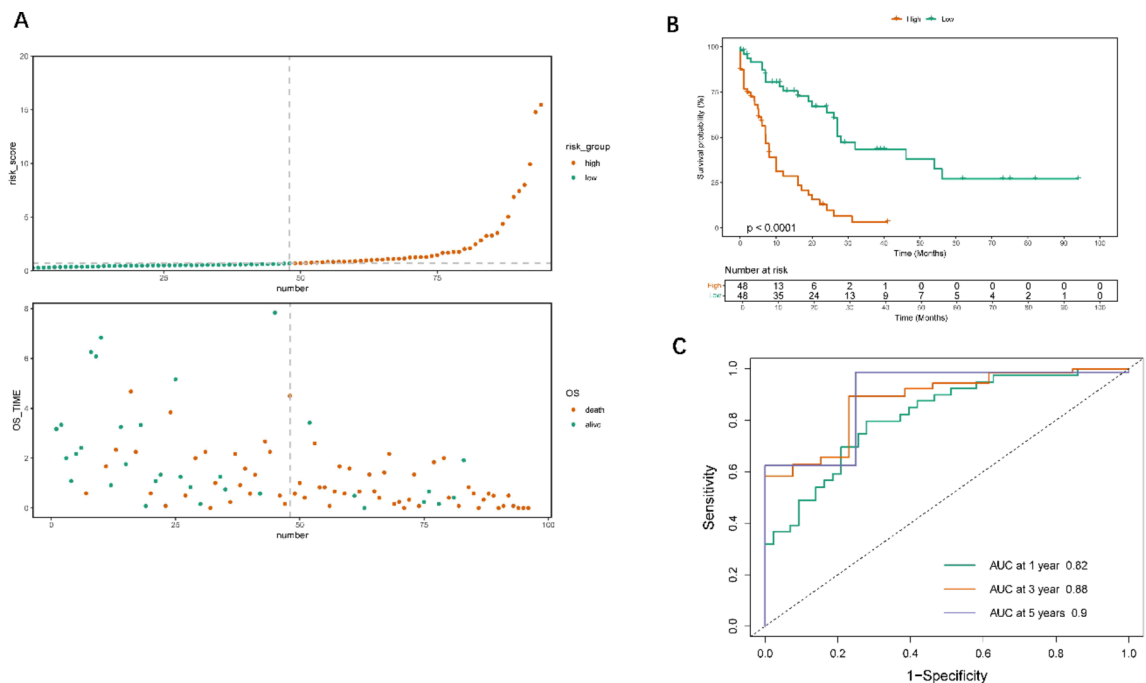 A
20
15
10
5
0
risk_score
25
50
75
number
risk_group
high
low
8
6
4
2
0
OS_TIME
0
25
50
75
100
number
OS
death
alive
B
High Low
100
75
50
25
0
Survival probability (%)
p < 0.0001
0 10 20 30 40 50 60 70 80 90 100
Time (Months)
Number at risk
High 48 13 6 2 1 0 0 0 0 0 0
Low 48 35 24 13 9 7 5 4 2 1 0
0 10 20 30 40 50 60 70 80 90 100
Time (Months)
C
1.0
0.8
0.6
0.4
0.2
0.0
Sensitivity
AUC at 1 year 0.82
AUC at 3 year 0.88
AUC at 5 years 0.9
0.0 0.2 0.4 0.6 0.8 1.0
1-Specificity